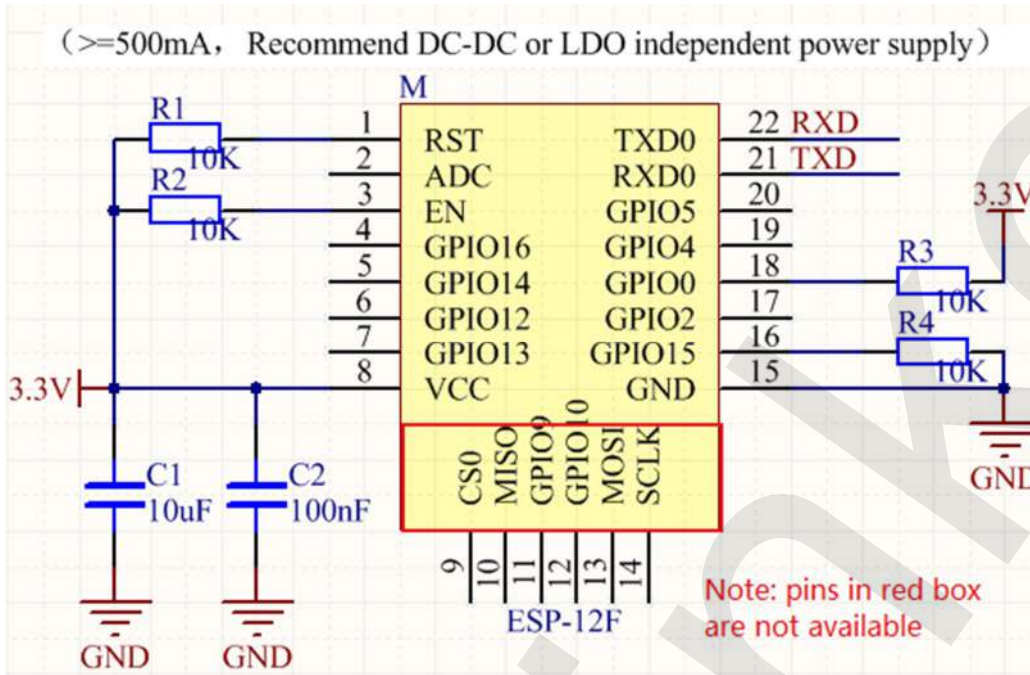 （>=500mA， Recommend DC-DC or LDO independent power supply）
M
R1
10K
R2
10K
1 RST
2 ADC
3 EN
4 GPIO16
5 GPIO14
6 GPIO12
7 GPIO13
8 VCC
TXD0 22 RXD
RXD0 21 TXD
GPIO5 20
GPIO4 19
GPIO0 18
GPIO2 17
GPIO15 16
GND 15
3.3V
R3
10K
R4
10K
GND
3.3V
C1
10uF
C2
100nF
GND
GND
CS0
MISO
GPIO9
GPIO10
MOSI
SCLK
9
10
11
12
13
14
ESP-12F
Note: pins in red box
are not available